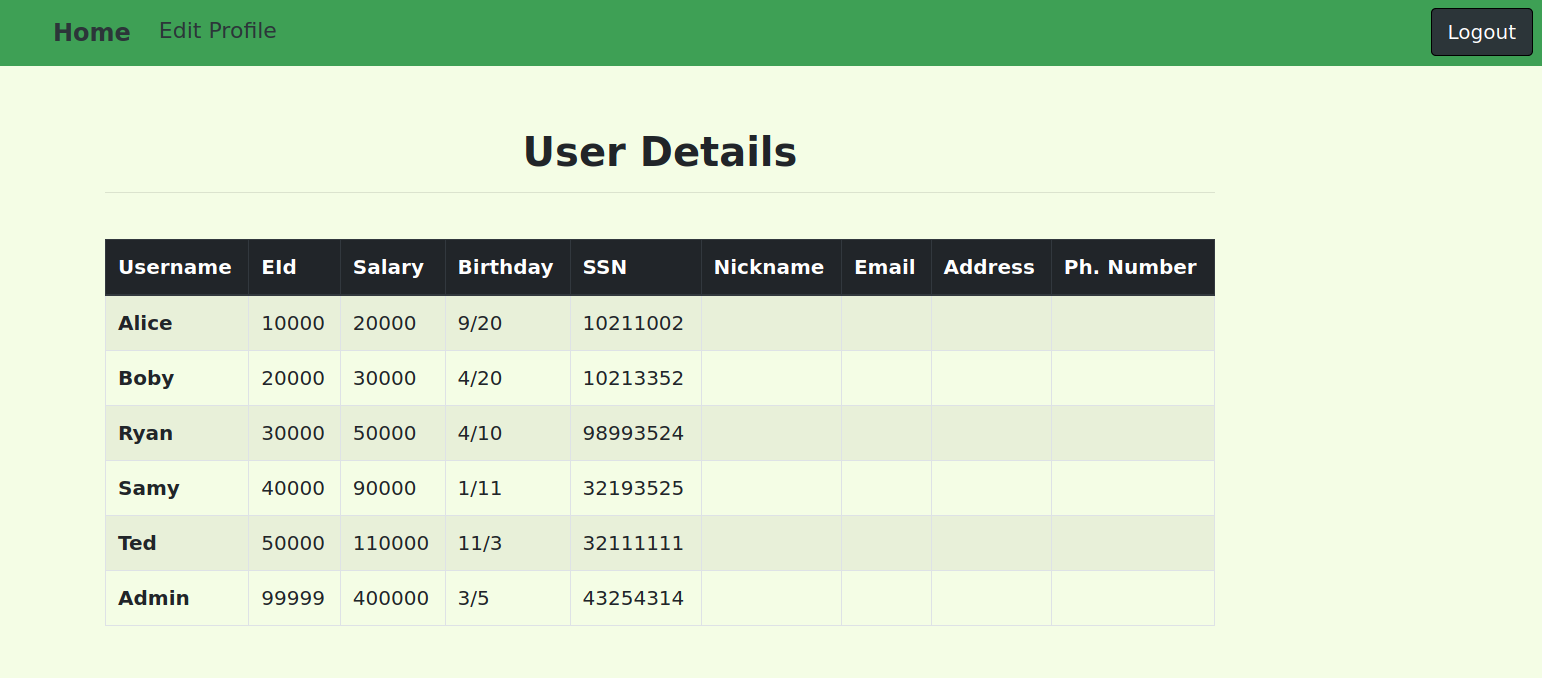 Home Edit Profile Logout
User Details
Username EId Salary Birthday SSN Nickname Email Address Ph. Number
Alice 10000 20000 9/20 10211002
Boby 20000 30000 4/20 10213352
Ryan 30000 50000 4/10 98993524
Samy 40000 90000 1/11 32193525
Ted 50000 110000 11/3 32111111
Admin 99999 400000 3/5 43254314